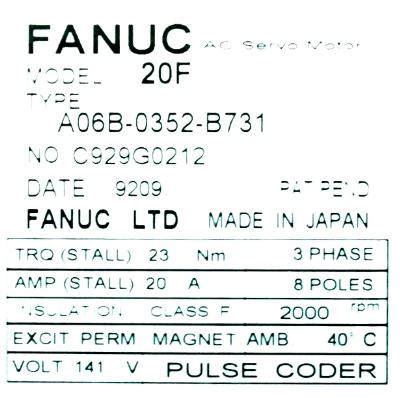 FANUC AC Servo Motor
MODEL 20F
TYPE
A06B-0352-B731
NO C929G0212
DATE 9209 PAT PEND
FANUC LTD MADE IN JAPAN
TRQ (STALL) 23 Nm 3 PHASE
AMP (STALL) 20 A 8 POLES
INSULATION CLASS F 2000 rpm
EXCIT PERM MAGNET AMB 40° C
VOLT 141 V PULSE CODER